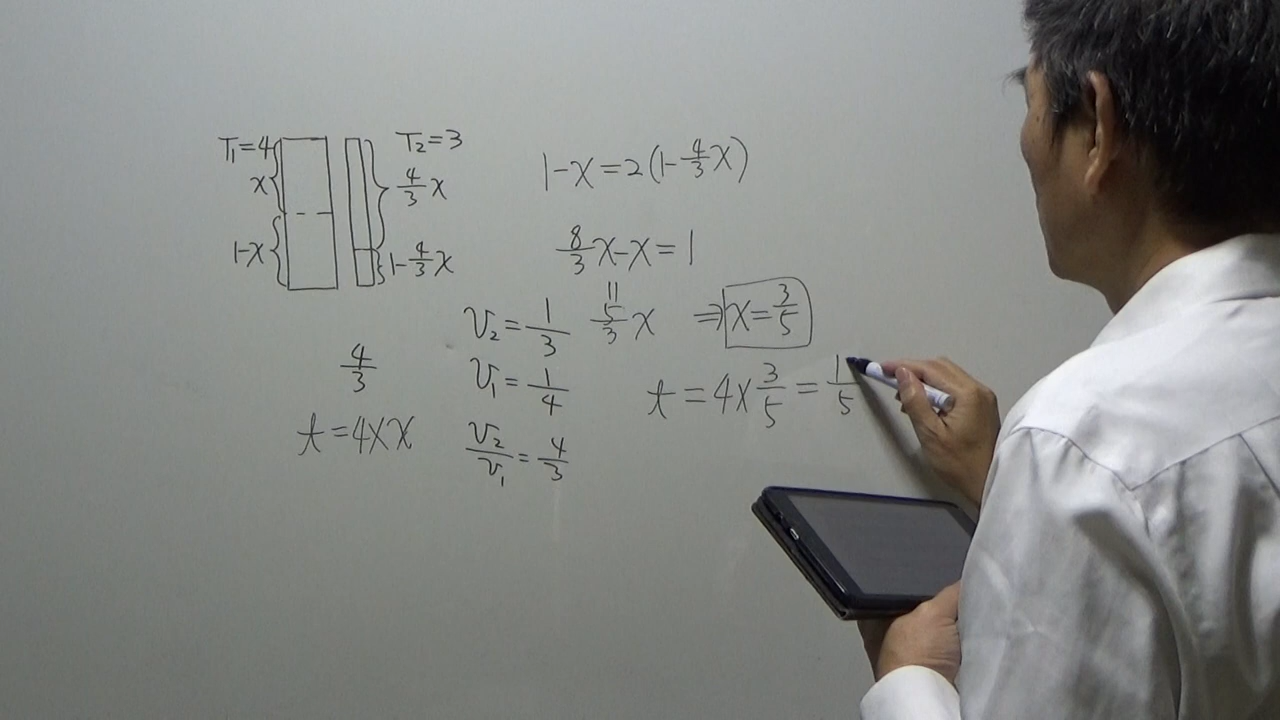 T₁=4
T₂=3
x
4/3 x
1-x
1-4/3 x
4/3
t=4×x
v₂=1/3
v₁=1/4
v₂/v₁=4/3
1-x=2(1-4/3 x)
8/3 x-x=1
||
5/3 x ⇒ x=3/5
t=4×3/5=1/5